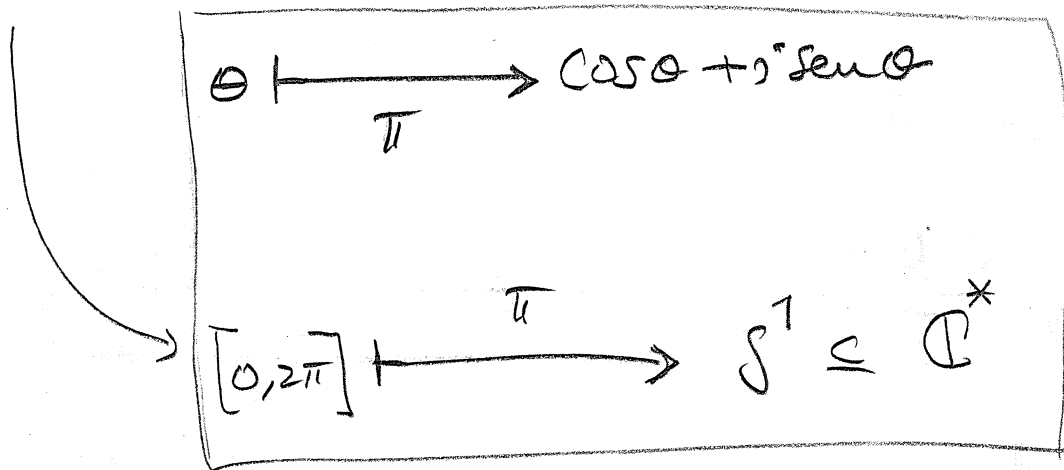 θ ⟼ cosθ + i senθ
π
π
[0,2π] ⟼ S¹ ⊆ ℂ*